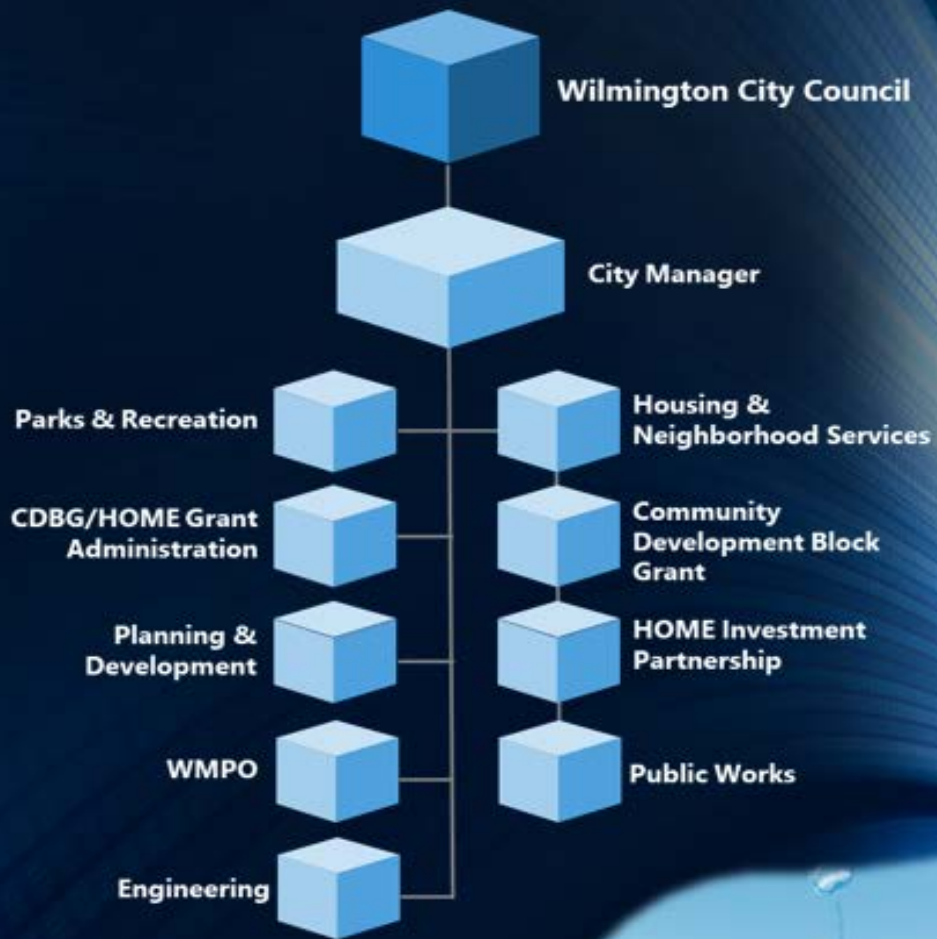 Wilmington City Council
City Manager
Parks & Recreation
Housing &
Neighborhood Services
CDBG/HOME Grant
Administration
Community
Development Block
Grant
Planning &
Development
HOME Investment
Partnership
WMPO
Public Works
Engineering